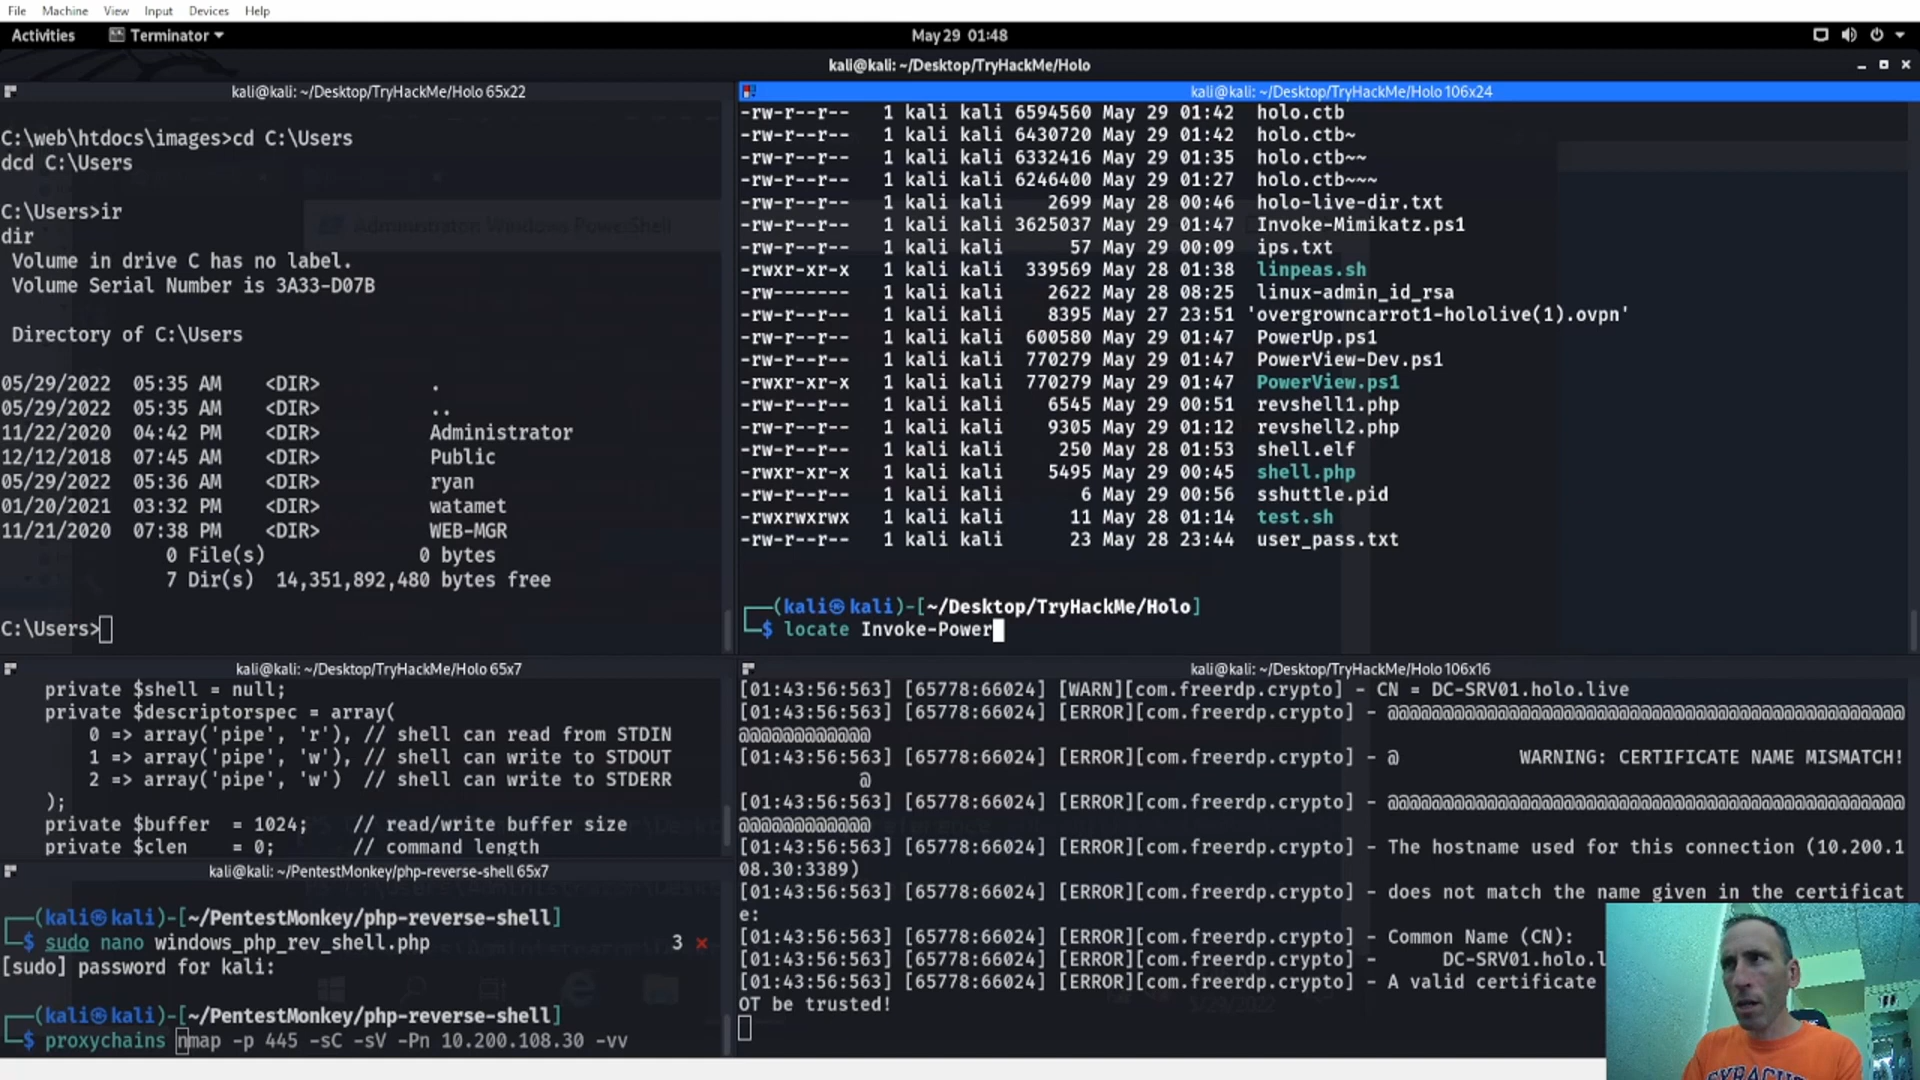 File Machine View Input Devices Help
Activities Terminator May 29 01:48
kali@kali: ~/Desktop/TryHackMe/Holo
kali@kali: ~/Desktop/TryHackMe/Holo 65x22
C:\web\htdocs\images>cd C:\Users
dcd C:\Users
C:\Users>ir
dir
Volume in drive C has no label.
Volume Serial Number is 3A33-D07B
Directory of C:\Users
05/29/2022 05:35 AM <DIR> .
05/29/2022 05:35 AM <DIR> ..
11/22/2020 04:42 PM <DIR> Administrator
12/12/2018 07:45 AM <DIR> Public
05/29/2022 05:36 AM <DIR> ryan
01/20/2021 03:32 PM <DIR> watamet
11/21/2020 07:38 PM <DIR> WEB-MGR
0 File(s) 0 bytes
7 Dir(s) 14,351,892,480 bytes free
C:\Users>
kali@kali: ~/Desktop/TryHackMe/Holo 106x24
-rw-r--r-- 1 kali kali 6594560 May 29 01:42 holo.ctb
-rw-r--r-- 1 kali kali 6430720 May 29 01:42 holo.ctb~
-rw-r--r-- 1 kali kali 6332416 May 29 01:35 holo.ctb~~
-rw-r--r-- 1 kali kali 6246400 May 29 01:27 holo.ctb~~~
-rw-r--r-- 1 kali kali 2699 May 28 00:46 holo-live-dir.txt
-rw-r--r-- 1 kali kali 3625037 May 29 01:47 Invoke-Mimikatz.ps1
-rw-r--r-- 1 kali kali 57 May 29 00:09 ips.txt
-rwxr-xr-x 1 kali kali 339569 May 28 01:38 linpeas.sh
-rw------- 1 kali kali 2622 May 28 08:25 linux-admin_id_rsa
-rw-r--r-- 1 kali kali 8395 May 27 23:51 'overgrowncarrot1-hololive(1).ovpn'
-rw-r--r-- 1 kali kali 600580 May 29 01:47 PowerUp.ps1
-rw-r--r-- 1 kali kali 770279 May 29 01:47 PowerView-Dev.ps1
-rwxr-xr-x 1 kali kali 770279 May 29 01:47 PowerView.ps1
-rw-r--r-- 1 kali kali 6545 May 29 00:51 revshell1.php
-rw-r--r-- 1 kali kali 9305 May 29 01:12 revshell2.php
-rw-r--r-- 1 kali kali 250 May 28 01:53 shell.elf
-rwxr-xr-x 1 kali kali 5495 May 29 00:45 shell.php
-rw-r--r-- 1 kali kali 6 May 29 00:56 sshuttle.pid
-rwxrwxrwx 1 kali kali 11 May 28 01:14 test.sh
-rw-r--r-- 1 kali kali 23 May 28 23:44 user_pass.txt
┌──(kali㉿kali)-[~/Desktop/TryHackMe/Holo]
└─$ locate Invoke-Power
kali@kali: ~/Desktop/TryHackMe/Holo 65x7
private $shell = null;
private $descriptorspec = array(
0 => array('pipe', 'r'), // shell can read from STDIN
1 => array('pipe', 'w'), // shell can write to STDOUT
2 => array('pipe', 'w') // shell can write to STDERR
);
private $buffer = 1024; // read/write buffer size
private $clen = 0; // command length
kali@kali: ~/PentestMonkey/php-reverse-shell 65x7
┌──(kali㉿kali)-[~/PentestMonkey/php-reverse-shell]
└─$ sudo nano windows_php_rev_shell.php 3 ⨯
[sudo] password for kali:
┌──(kali㉿kali)-[~/PentestMonkey/php-reverse-shell]
└─$ proxychains nmap -p 445 -sC -sV -Pn 10.200.108.30 -vv
kali@kali: ~/Desktop/TryHackMe/Holo 106x16
[01:43:56:563] [65778:66024] [WARN][com.freerdp.crypto] - CN = DC-SRV01.holo.live
[01:43:56:563] [65778:66024] [ERROR][com.freerdp.crypto] - @@@@@@@@@@@@@@@@@@@@@@@@@@@@@@@@@@@@@@@@@@@@@@@
@@@@@@@@@@@@
[01:43:56:563] [65778:66024] [ERROR][com.freerdp.crypto] - @ WARNING: CERTIFICATE NAME MISMATCH!
@
[01:43:56:563] [65778:66024] [ERROR][com.freerdp.crypto] - @@@@@@@@@@@@@@@@@@@@@@@@@@@@@@@@@@@@@@@@@@@@@@@
@@@@@@@@@@@@
[01:43:56:563] [65778:66024] [ERROR][com.freerdp.crypto] - The hostname used for this connection (10.200.1
08.30:3389)
[01:43:56:563] [65778:66024] [ERROR][com.freerdp.crypto] - does not match the name given in the certificat
e:
[01:43:56:563] [65778:66024] [ERROR][com.freerdp.crypto] - Common Name (CN):
[01:43:56:563] [65778:66024] [ERROR][com.freerdp.crypto] - DC-SRV01.holo.l
[01:43:56:563] [65778:66024] [ERROR][com.freerdp.crypto] - A valid certificate
OT be trusted!
Administrator: Windows PowerShell
SYRACUSE